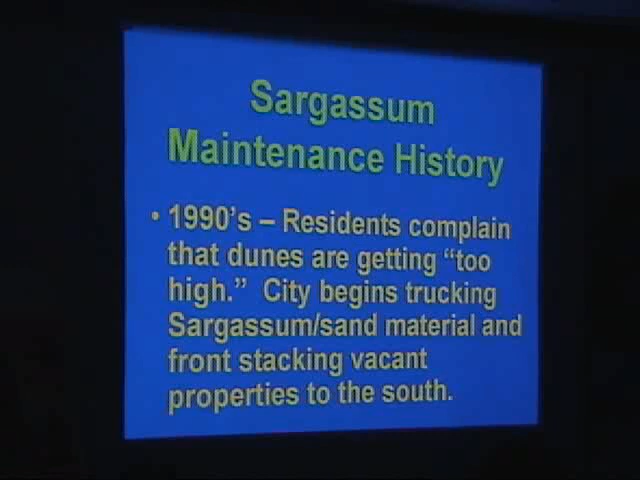 Sargassum
Maintenance History
• 1990's – Residents complain
that dunes are getting “too
high.” City begins trucking
Sargassum/sand material and
front stacking vacant
properties to the south.